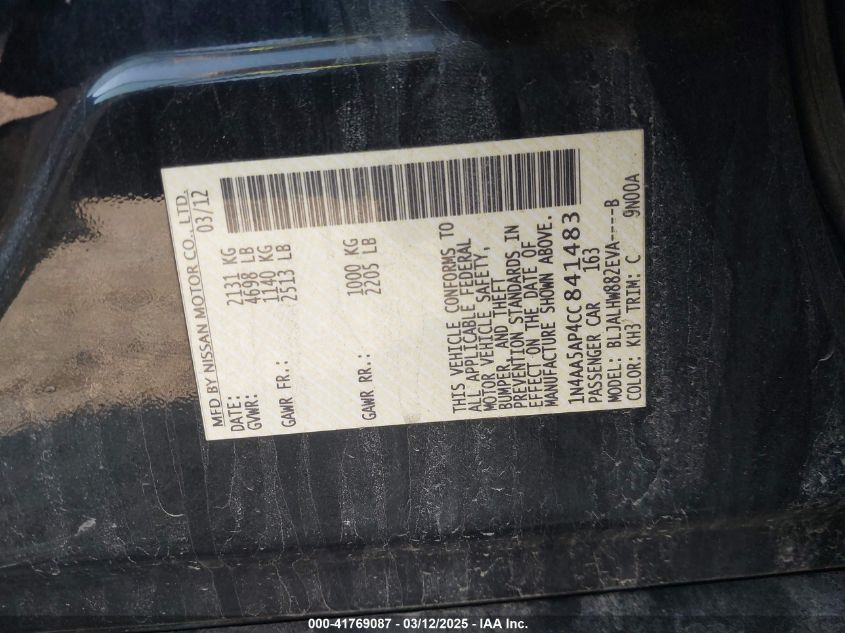 MFD BY NISSAN MOTOR CO., LTD.
DATE: 03/12
GVWR: 2131 KG
4698 LB
GAWR FR.: 1140 KG
2513 LB
GAWR RR.: 1000 KG
2205 LB
THIS VEHICLE CONFORMS TO
ALL APPLICABLE FEDERAL
MOTOR VEHICLE SAFETY,
BUMPER, AND THEFT
PREVENTION STANDARDS IN
EFFECT ON THE DATE OF
MANUFACTURE SHOWN ABOVE.
1N4AA5AP4CC841483
PASSENGER CAR 163
MODEL: BLJALHW882EVA----B
COLOR: KH3 TRIM: C 9N00A
000-41769087 - 03/12/2025 - IAA Inc.